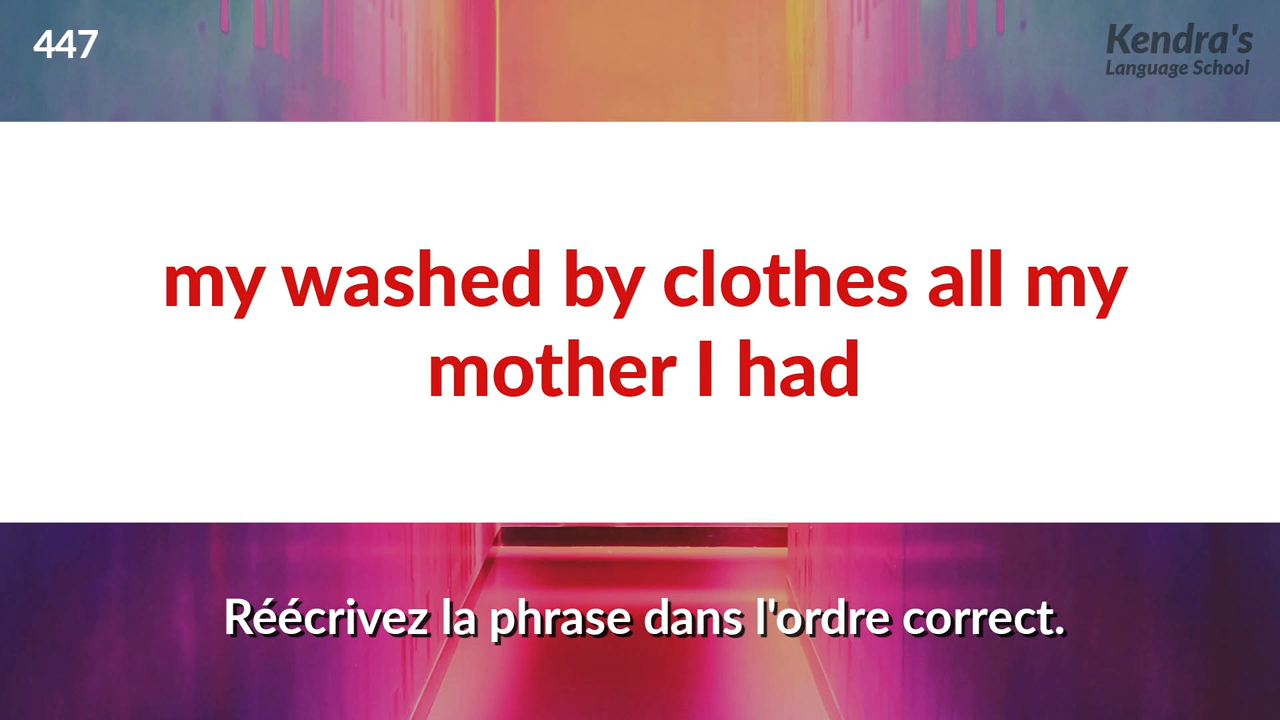 447
Kendra's
Language School
my washed by clothes all my
mother I had
Réécrivez la phrase dans l'ordre correct.